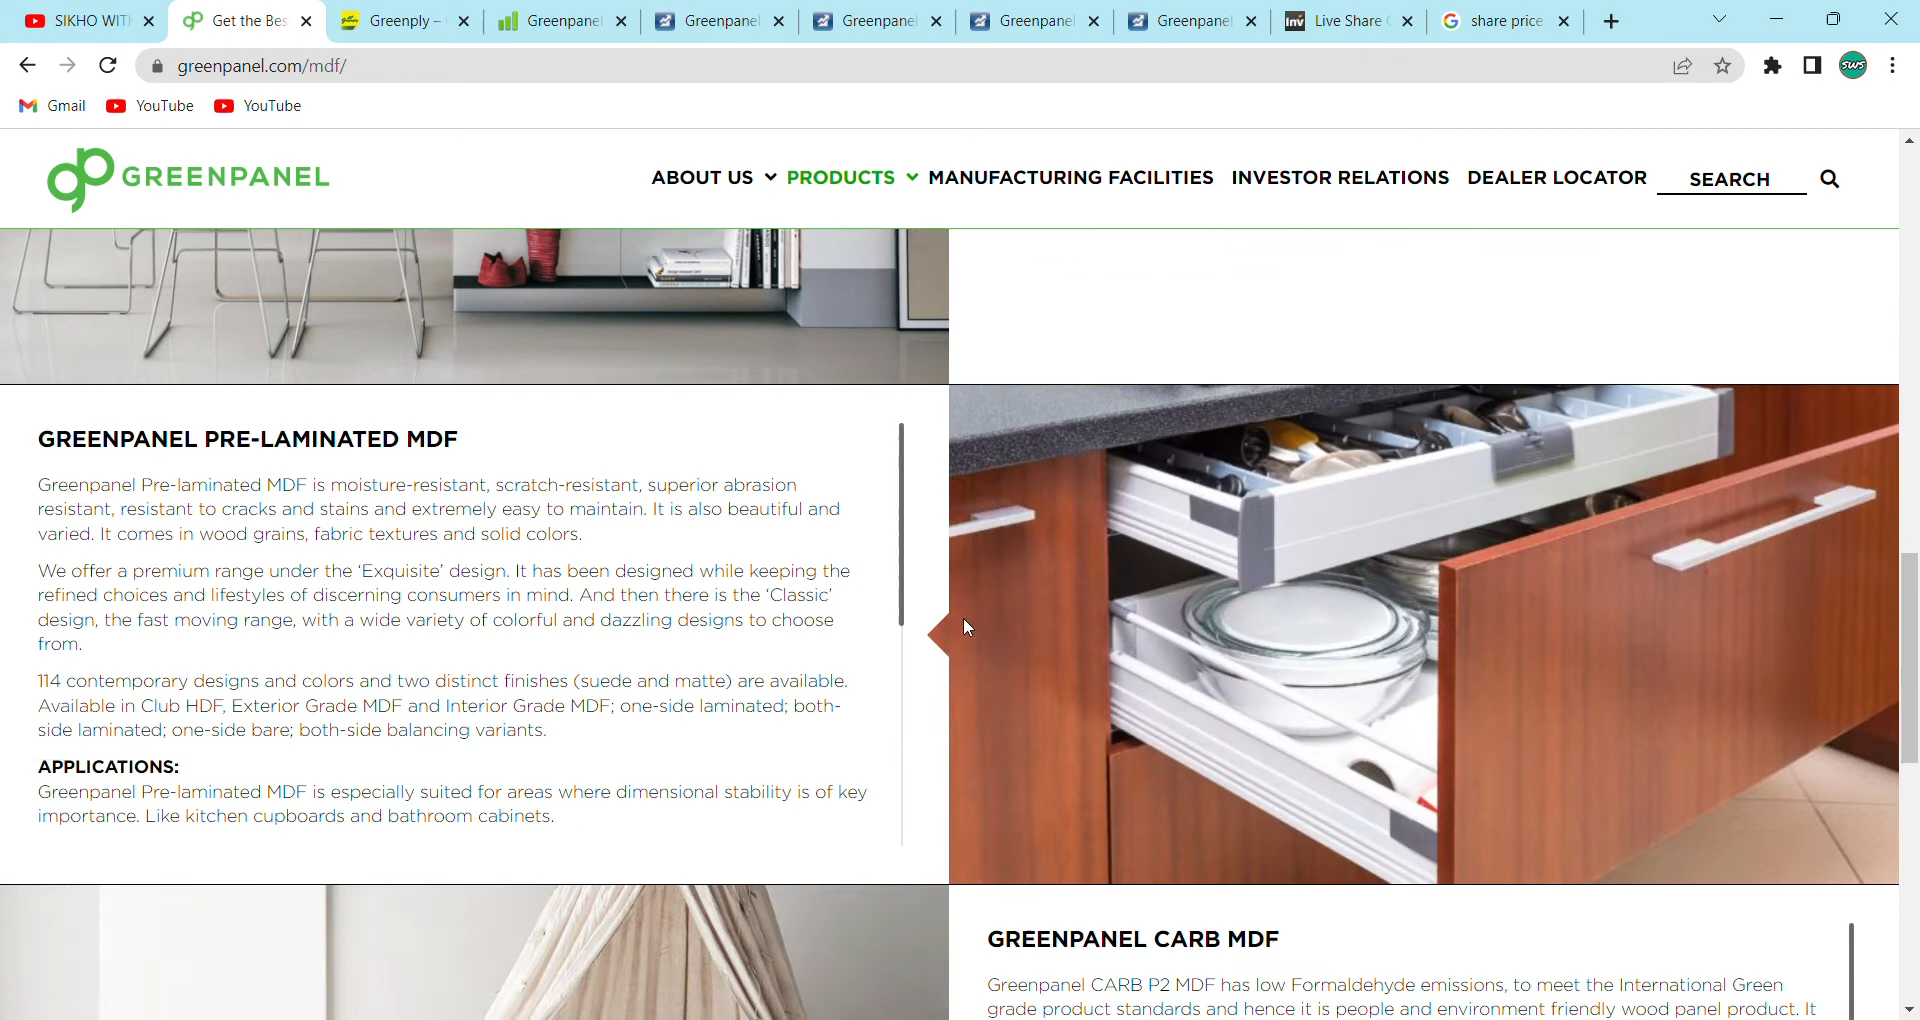 SIKHO WITH
Get the Bes
Greenply –
Greenpanel
Greenpanel
Greenpanel
Greenpanel
Greenpanel
Inv
Live Share
share price
greenpanel.com/mdf/
SWS
Gmail
YouTube
YouTube
GREENPANEL
ABOUT US
PRODUCTS
MANUFACTURING FACILITIES
INVESTOR RELATIONS
DEALER LOCATOR
SEARCH
GREENPANEL PRE-LAMINATED MDF
Greenpanel Pre-laminated MDF is moisture-resistant, scratch-resistant, superior abrasion
resistant, resistant to cracks and stains and extremely easy to maintain. It is also beautiful and
varied. It comes in wood grains, fabric textures and solid colors.
We offer a premium range under the ‘Exquisite’ design. It has been designed while keeping the
refined choices and lifestyles of discerning consumers in mind. And then there is the ‘Classic’
design, the fast moving range, with a wide variety of colorful and dazzling designs to choose
from.
114 contemporary designs and colors and two distinct finishes (suede and matte) are available.
Available in Club HDF, Exterior Grade MDF and Interior Grade MDF; one-side laminated; both-
side laminated; one-side bare; both-side balancing variants.
APPLICATIONS:
Greenpanel Pre-laminated MDF is especially suited for areas where dimensional stability is of key
importance. Like kitchen cupboards and bathroom cabinets.
GREENPANEL CARB MDF
Greenpanel CARB P2 MDF has low Formaldehyde emissions, to meet the International Green
grade product standards and hence it is people and environment friendly wood panel product. It